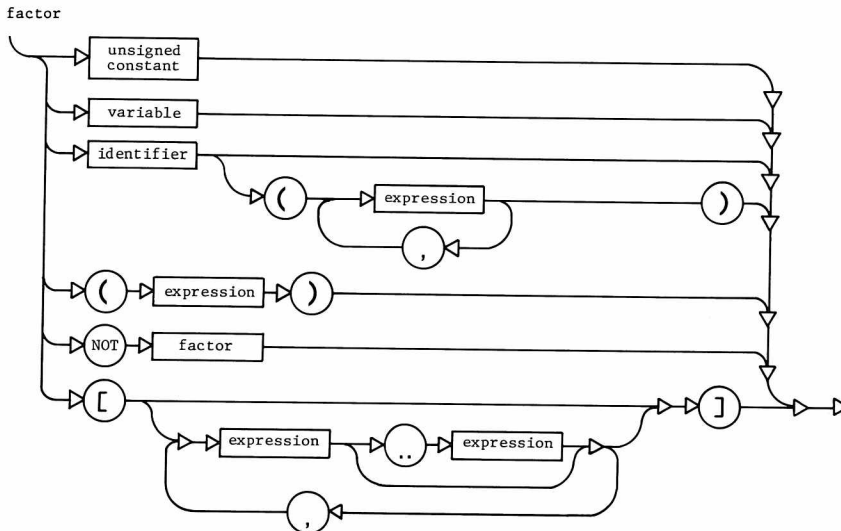 factor
unsigned
constant
variable
identifier
( expression )
,
( expression )
NOT factor
[ ]
expression .. expression
,